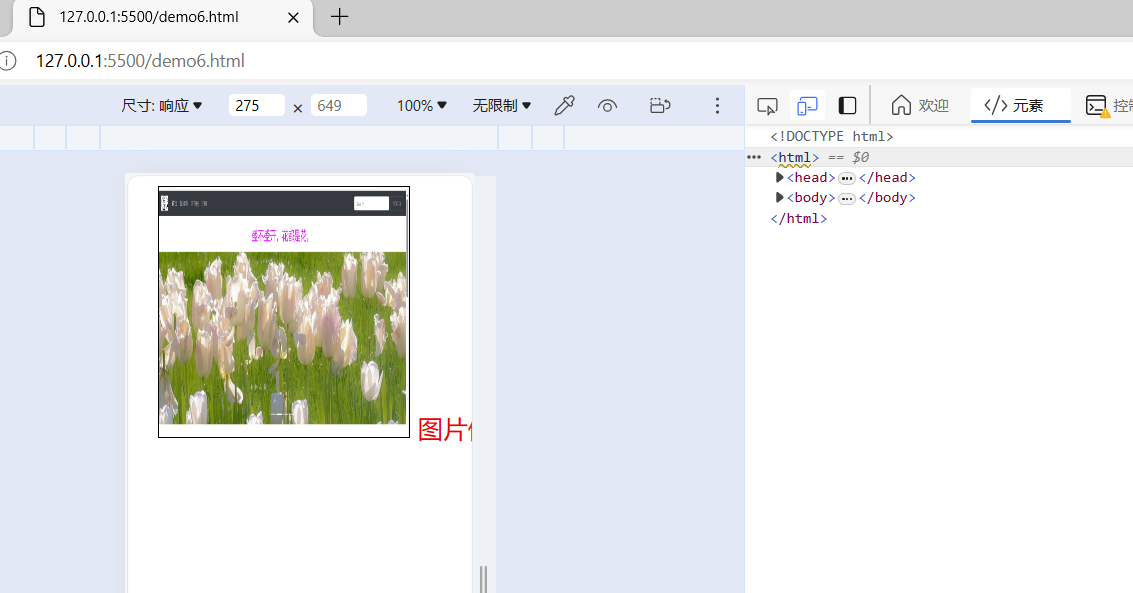 127.0.0.1:5500/demo6.html
127.0.0.1:5500/demo6.html
尺寸: 响应 275 × 649 100% 无限制
欢迎 </> 元素
<!DOCTYPE html>
<html> == $0
<head> ••• </head>
<body> ••• </body>
</html>
图片